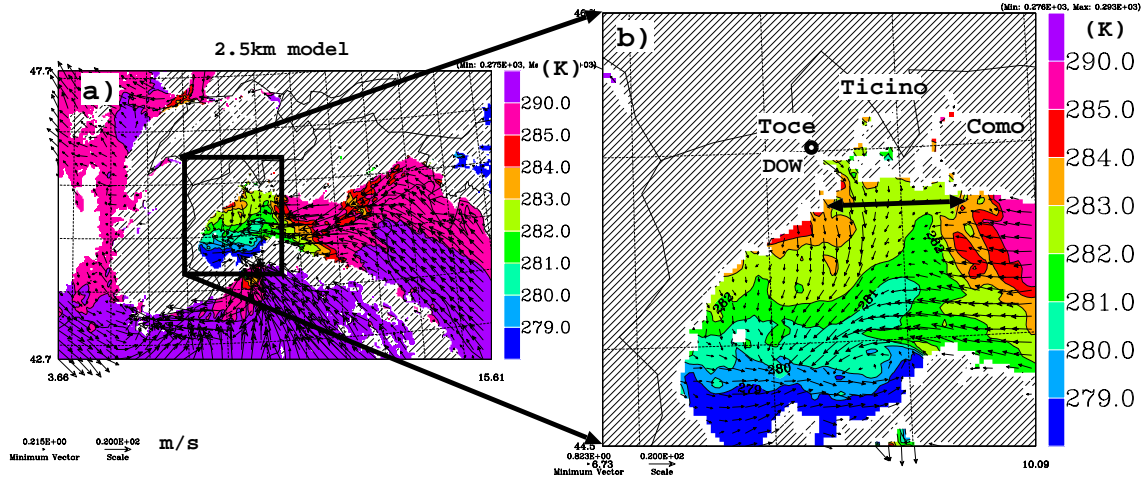 2.5km model
(Min: 0.275E+03, Ma
+03)
(K)
a)
47.7
42.7
3.66
15.61
290.0
285.0
284.0
283.0
282.0
281.0
280.0
279.0
0.215E+00
Minimum Vector
0.200E+02
Scale
m/s
(Min: 0.276E+03, Max: 0.293E+03)
b)
(K)
Ticino
Toce
Como
DOW
282
281
280
290.0
285.0
284.0
283.0
282.0
281.0
280.0
279.0
44.5
6.73
10.09
0.823E+00
Minimum Vector
0.200E+02
Scale